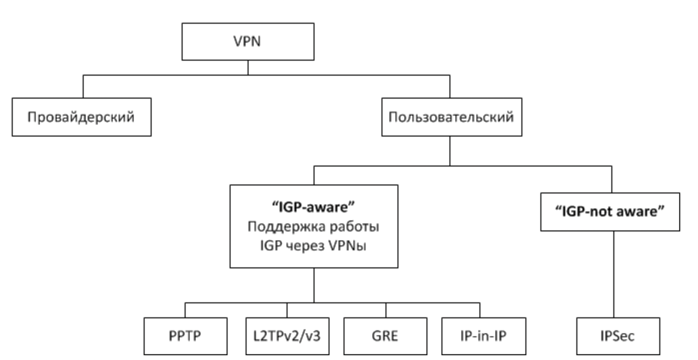 VPN
Провайдерский
Пользовательский
“IGP-aware”
Поддержка работы
IGP через VPNы
“IGP-not aware”
PPTP
L2TPv2/v3
GRE
IP-in-IP
IPSec